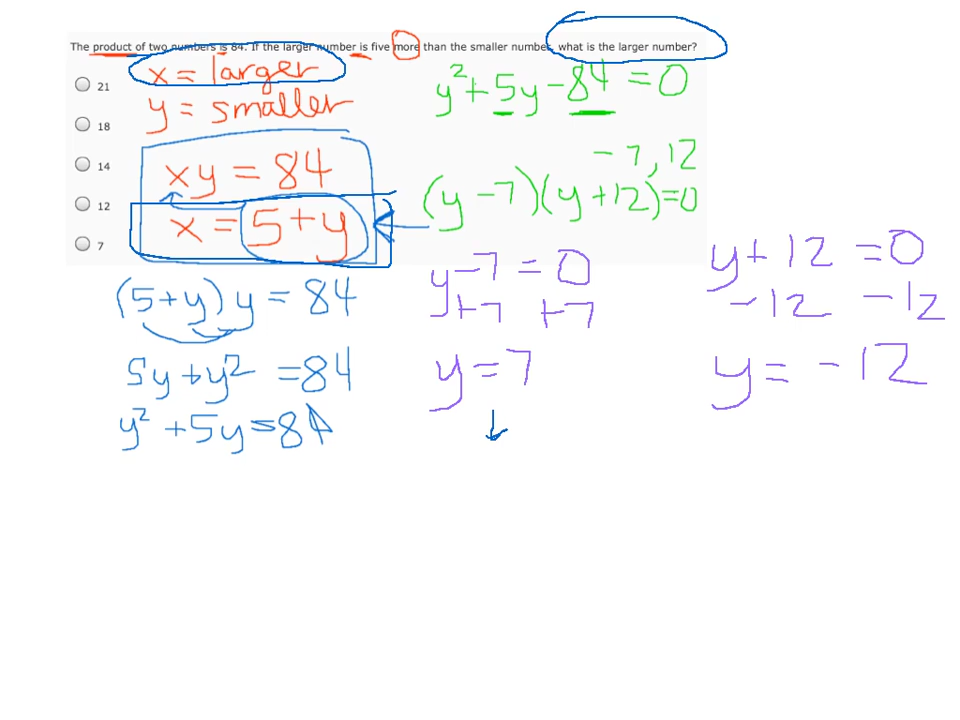 The product of two numbers is 84. If the larger number is five more than the smaller number, what is the larger number?
21
18
14
12
7
x = larger
y = smaller
xy = 84
x = 5+y
(5+y)y = 84
5y+y² = 84
y² +5y=84
y²+5y-84=0
-7,12
(y-7)(y+12)=0
y-7=0
+7 +7
y=7
y+12=0
-12 -12
y=-12